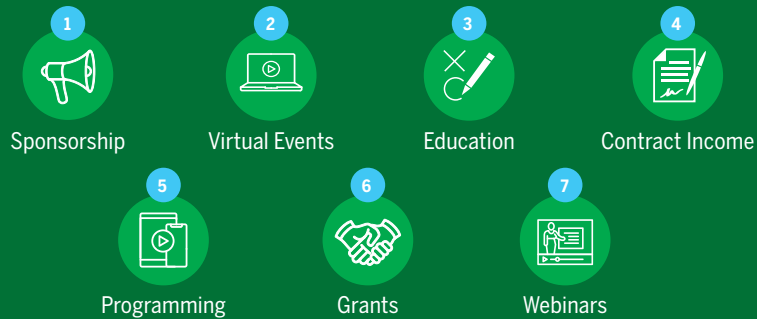 1
Sponsorship
2
Virtual Events
3
Education
4
Contract Income
5
Programming
6
Grants
7
Webinars